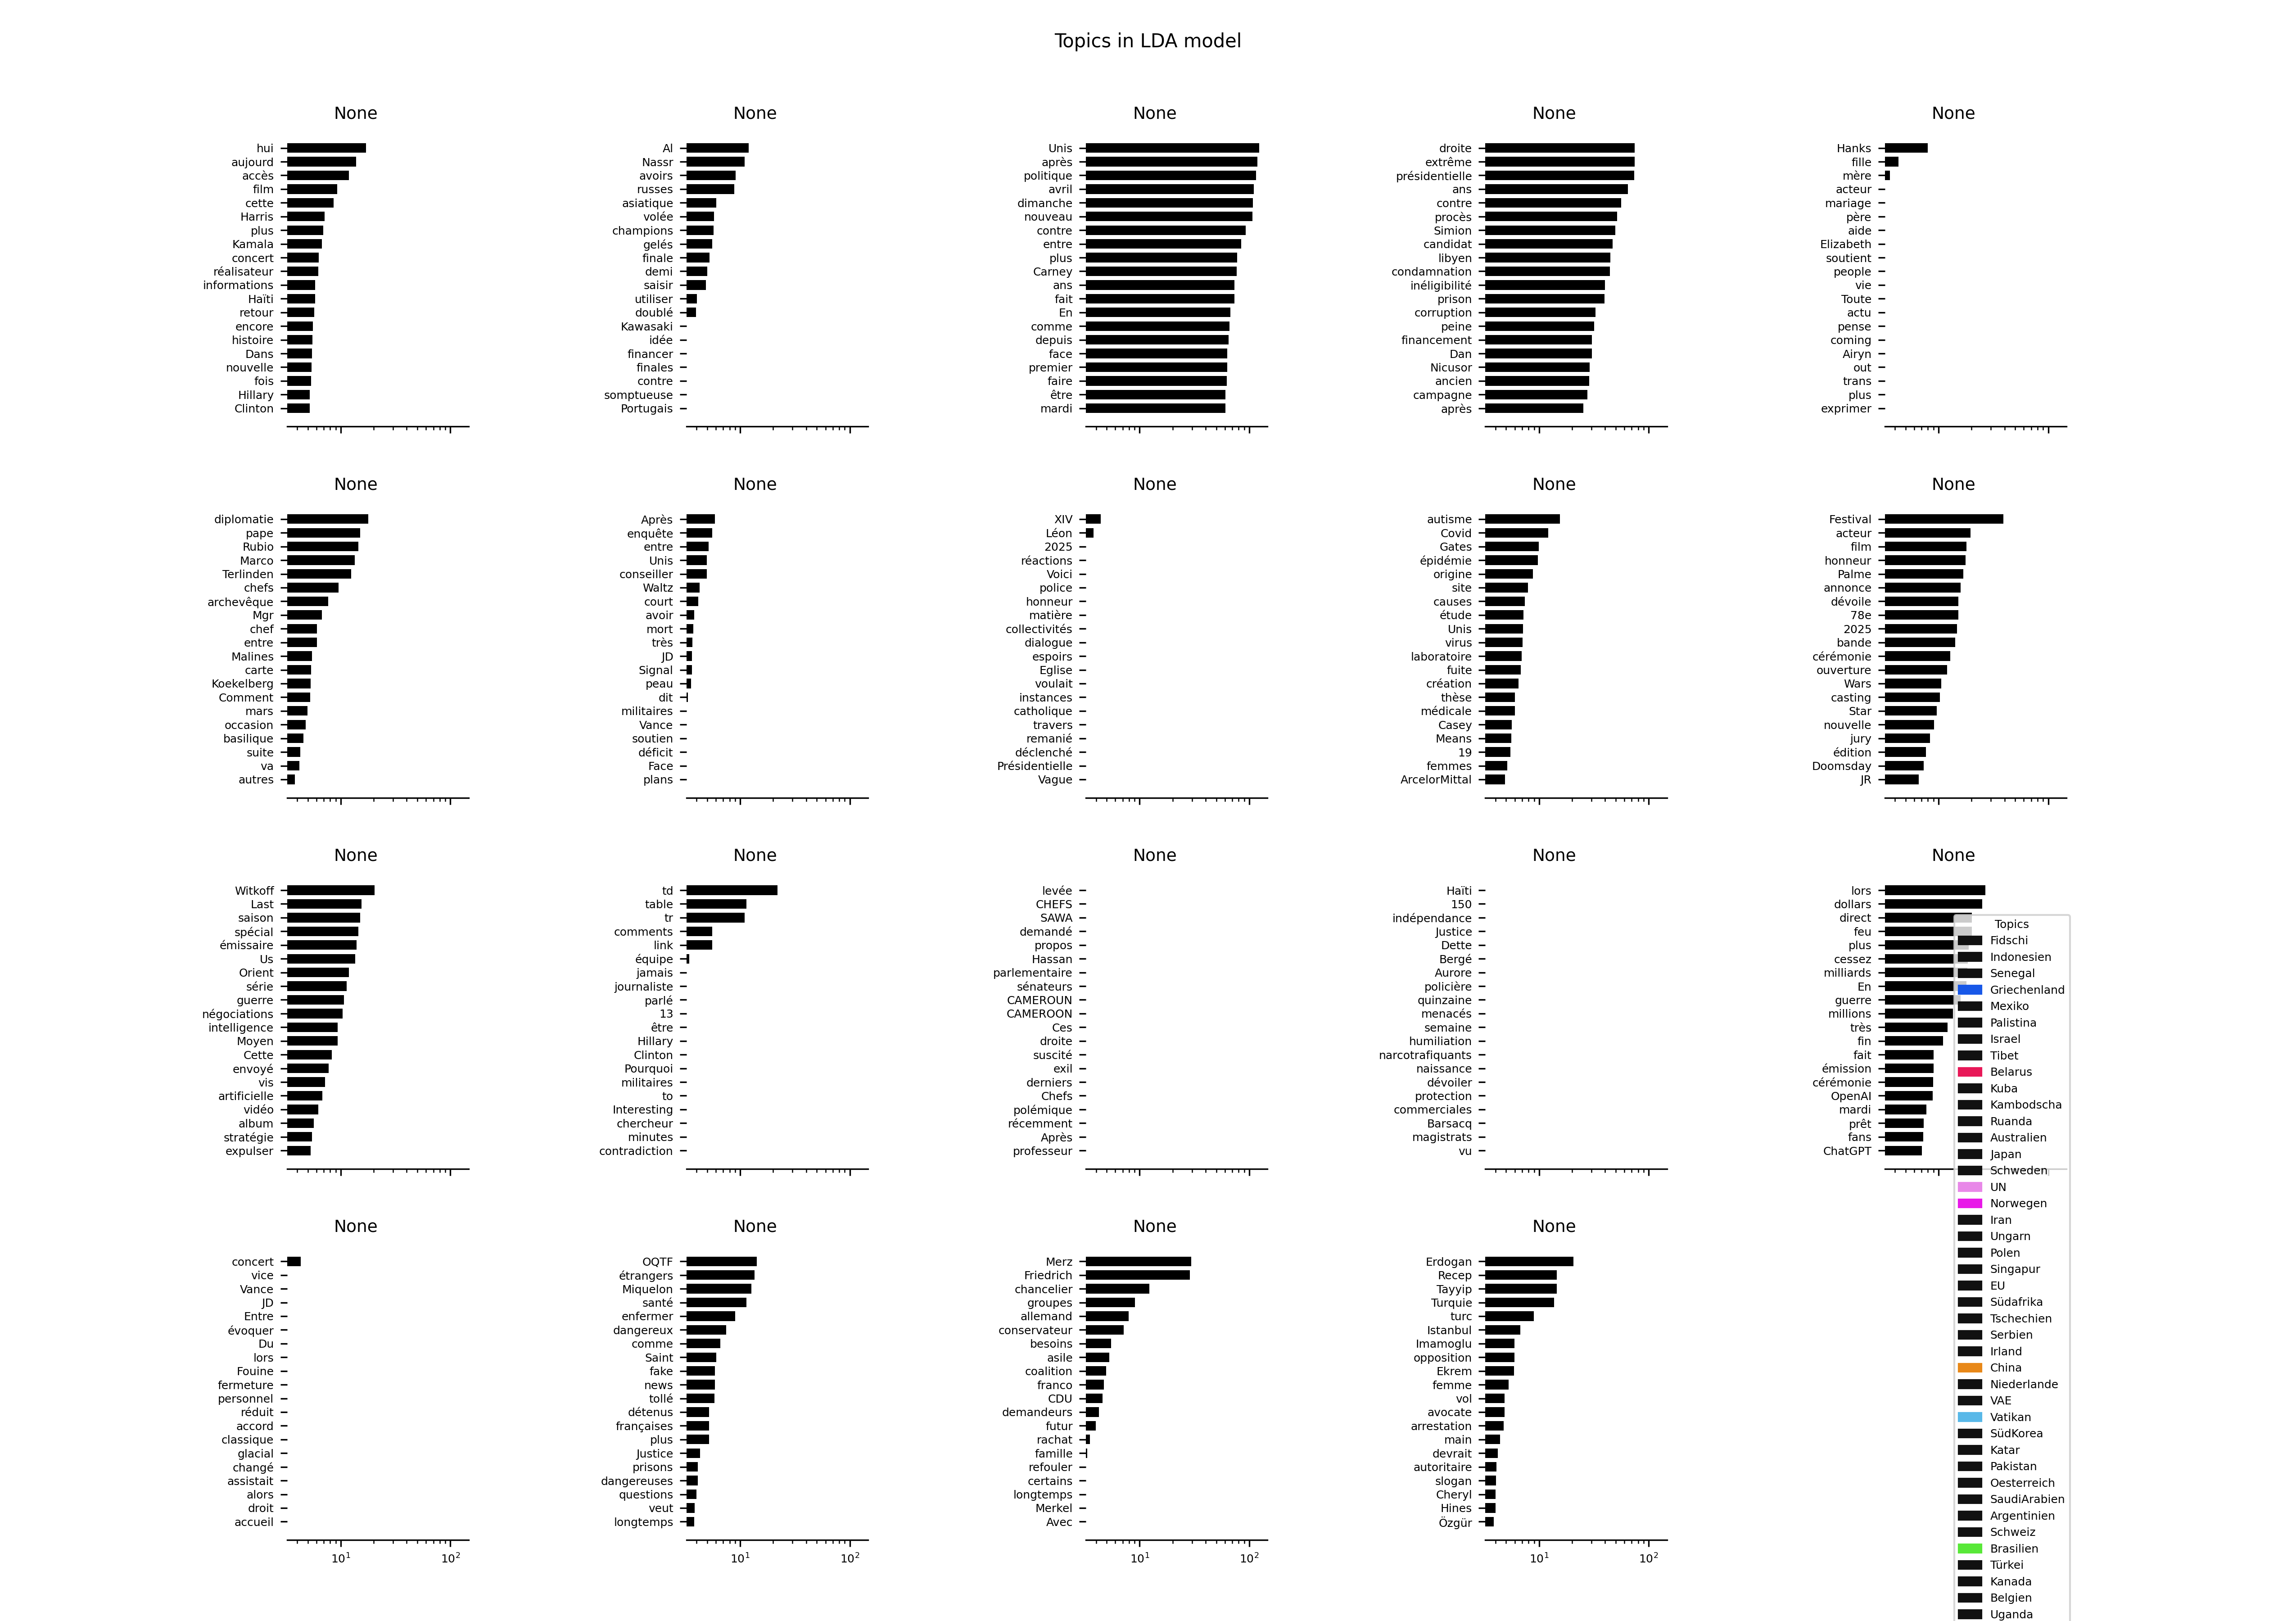 Topics in LDA model
None
hui
aujourd
accès
film
cette
Harris
plus
Kamala
concert
réalisateur
informations
Haïti
retour
encore
histoire
Dans
nouvelle
fois
Hillary
Clinton
None
Al
Nassr
avoirs
russes
asiatique
volée
champions
gelés
finale
demi
saisir
utiliser
doublé
Kawasaki
idée
financer
finales
contre
somptueuse
Portugais
None
Unis
après
politique
avril
dimanche
nouveau
contre
entre
plus
Carney
ans
fait
En
comme
depuis
face
premier
faire
être
mardi
None
droite
extrême
présidentielle
ans
contre
procès
Simion
candidat
libyen
condamnation
inéligibilité
prison
corruption
peine
financement
Dan
Nicusor
ancien
campagne
après
None
Hanks
fille
mère
acteur
mariage
père
aide
Elizabeth
soutient
people
vie
Toute
actu
pense
coming
Airyn
out
trans
plus
exprimer
None
diplomatie
pape
Rubio
Marco
Terlinden
chefs
archevêque
Mgr
chef
entre
Malines
carte
Koekelberg
Comment
mars
occasion
basilique
suite
va
autres
None
Après
enquête
entre
Unis
conseiller
Waltz
court
avoir
mort
très
JD
Signal
peau
dit
militaires
Vance
soutien
déficit
Face
plans
None
XIV
Léon
2025
réactions
Voici
police
honneur
matière
collectivités
dialogue
espoirs
Eglise
voulait
instances
catholique
travers
remanié
déclenché
Présidentielle
Vague
None
autisme
Covid
Gates
épidémie
origine
site
causes
étude
Unis
virus
laboratoire
fuite
création
thèse
médicale
Casey
Means
19
femmes
ArcelorMittal
None
Festival
acteur
film
honneur
Palme
annonce
dévoile
78e
2025
bande
cérémonie
ouverture
Wars
casting
Star
nouvelle
jury
édition
Doomsday
JR
None
Witkoff
Last
saison
spécial
émissaire
Us
Orient
série
guerre
négociations
intelligence
Moyen
Cette
envoyé
vis
artificielle
vidéo
album
stratégie
expulser
None
td
table
tr
comments
link
équipe
jamais
journaliste
parlé
13
être
Hillary
Clinton
Pourquoi
militaires
to
Interesting
chercheur
minutes
contradiction
None
levée
CHEFS
SAWA
demandé
propos
Hassan
parlementaire
sénateurs
CAMEROUN
CAMEROON
Ces
droite
suscité
exil
derniers
Chefs
polémique
récemment
Après
professeur
None
Haïti
150
indépendance
Justice
Dette
Bergé
Aurore
policière
quinzaine
menacés
semaine
humiliation
narcotrafiquants
naissance
dévoiler
protection
commerciales
Barsacq
magistrats
vu
None
lors
dollars
direct
feu
plus
cessez
milliards
En
guerre
millions
très
fin
fait
émission
cérémonie
OpenAI
mardi
prêt
fans
ChatGPT
Topics
Fidschi
Indonesien
Senegal
Griechenland
Mexiko
Palistina
Israel
Tibet
Belarus
Kuba
Kambodscha
Ruanda
Australien
Japan
Schweden
UN
Norwegen
Iran
Ungarn
Polen
Singapur
EU
Südafrika
Tschechien
Serbien
Irland
China
Niederlande
VAE
Vatikan
SüdKorea
Katar
Pakistan
Oesterreich
SaudiArabien
Argentinien
Schweiz
Brasilien
Türkei
Kanada
Belgien
Uganda
None
concert
vice
Vance
JD
Entre
évoquer
Du
lors
Fouine
fermeture
personnel
réduit
accord
classique
glacial
changé
assistait
alors
droit
accueil
10¹ 10²
None
OQTF
étrangers
Miquelon
santé
enfermer
dangereux
comme
Saint
fake
news
tollé
détenus
françaises
plus
Justice
prisons
dangereuses
questions
veut
longtemps
10¹ 10²
None
Merz
Friedrich
chancelier
groupes
allemand
conservateur
besoins
asile
coalition
franco
CDU
demandeurs
futur
rachat
famille
refouler
certains
longtemps
Merkel
Avec
10¹ 10²
None
Erdogan
Recep
Tayyip
Turquie
turc
Istanbul
Imamoglu
opposition
Ekrem
femme
vol
avocate
arrestation
main
devrait
autoritaire
slogan
Cheryl
Hines
Özgür
10¹ 10²